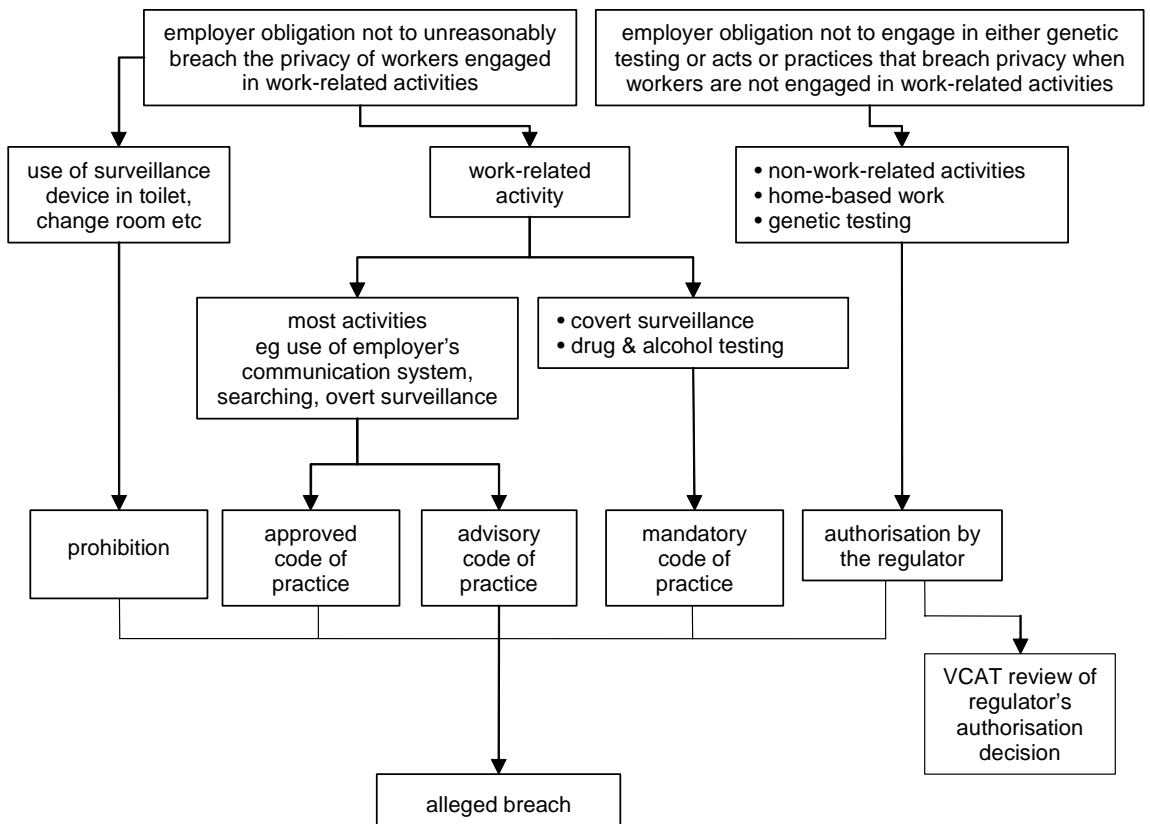 employer obligation not to unreasonably
breach the privacy of workers engaged
in work-related activities
employer obligation not to engage in either genetic
testing or acts or practices that breach privacy when
workers are not engaged in work-related activities
use of surveillance
device in toilet,
change room etc
work-related
activity
• non-work-related activities
• home-based work
• genetic testing
most activities
eg use of employer’s
communication system,
searching, overt surveillance
• covert surveillance
• drug & alcohol testing
prohibition
approved
code of
practice
advisory
code of
practice
mandatory
code of
practice
authorisation by
the regulator
VCAT review of
regulator’s
authorisation
decision
alleged breach